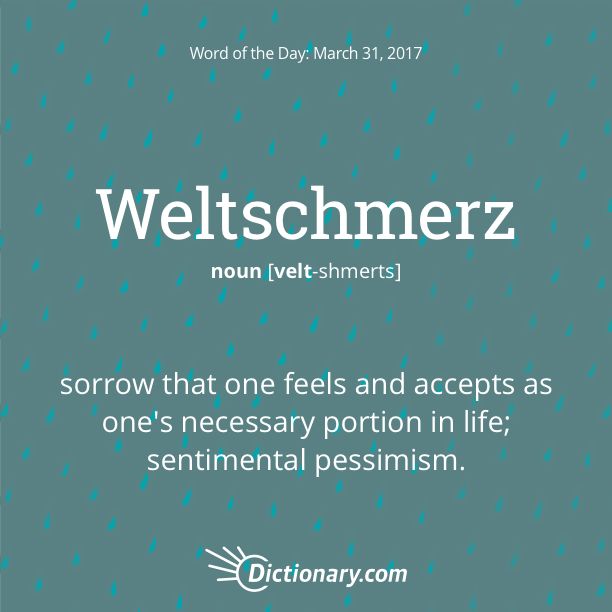 Word of the Day: March 31, 2017
Weltschmerz
noun [velt-shmerts]
sorrow that one feels and accepts as
one's necessary portion in life;
sentimental pessimism.
Dictionary.com